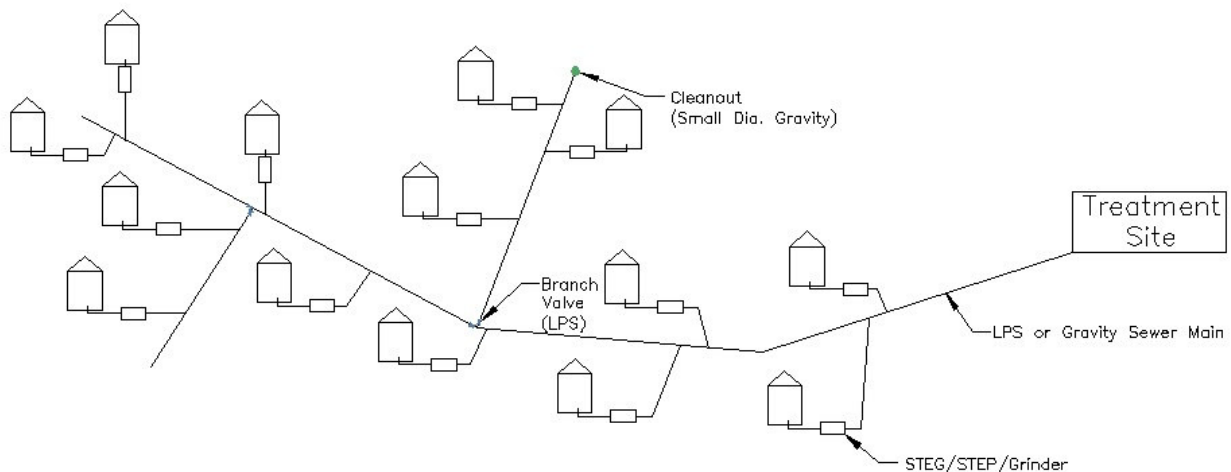 Cleanout
(Small Dia. Gravity)
Treatment
Site
Branch
Valve
(LPS)
LPS or Gravity Sewer Main
STEG/STEP/Grinder